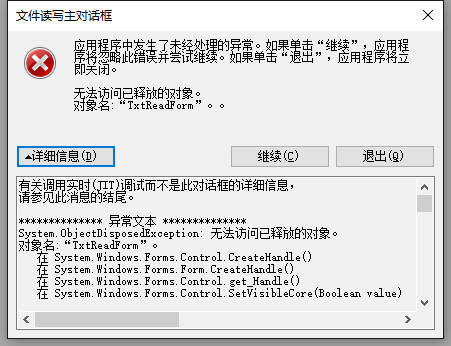 文件读写主对话框
应用程序中发生了未经处理的异常。如果单击“继续”，应用程
序将忽略此错误并尝试继续。如果单击“退出”，应用程序将立
即关闭。
无法访问已释放的对象。
对象名:“TxtReadForm”。。
详细信息(D)
继续(C)
退出(Q)
有关调用实时(JIT)调试而不是此对话框的详细信息，
请参见此消息的结尾。
************** 异常文本 **************
System.ObjectDisposedException: 无法访问已释放的对象。
对象名:“TxtReadForm”。
在 System.Windows.Forms.Control.CreateHandle()
在 System.Windows.Forms.Form.CreateHandle()
在 System.Windows.Forms.Control.get_Handle()
在 System.Windows.Forms.Control.SetVisibleCore(Boolean value)